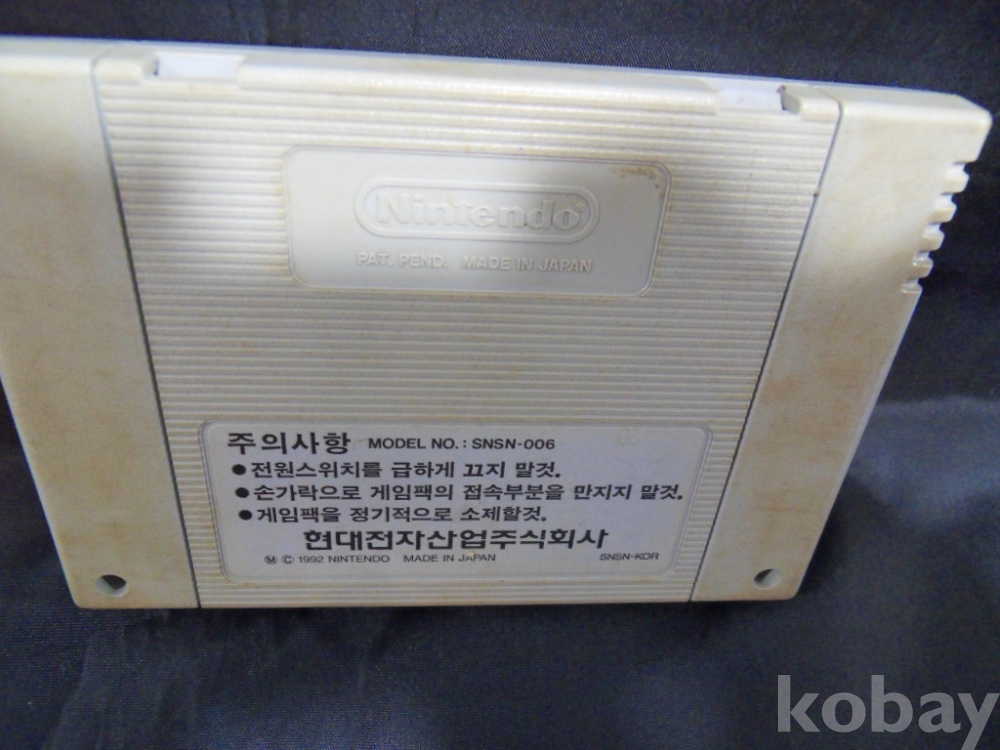 Nintendo
PAT. PEND. MADE IN JAPAN
주의사항 MODEL NO.: SNSN-006
●전원스위치를 급하게 끄지 말것.
●손가락으로 게임팩의 접속부분을 만지지 말것.
●게임팩을 정기적으로 소제할것.
현대전자산업주식회사
Ⓜ © 1992 NINTENDO MADE IN JAPAN SNSN-KOR
kobay